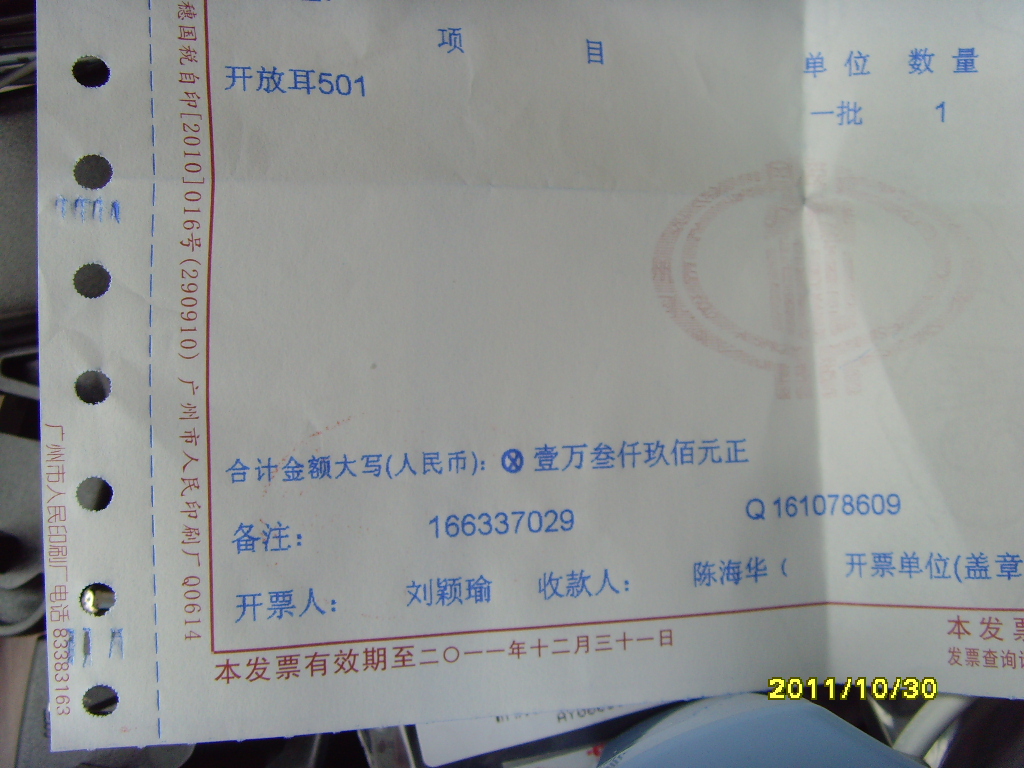 项 目 单位 数量
开放耳501 一批 1
合计金额大写(人民币): ⊗ 壹万叁仟玖佰元正
备注: 166337029 Q 161078609
开票人: 刘颖瑜 收款人: 陈海华 ( 开票单位(盖章
本发票有效期至二〇一一年十二月三十一日
本发票
发票查询
穗国税自印[2010]016号(290910) 广州市人民印刷厂 Q0614
广州市人民印刷厂 电话 83383163
2011/10/30